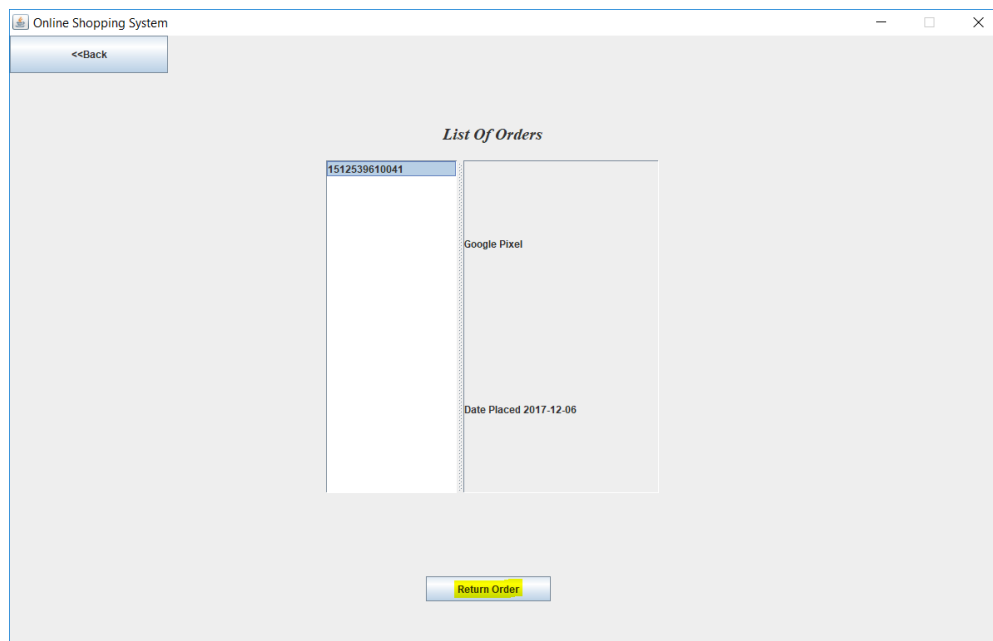 Online Shopping System
<<Back
List Of Orders
1512539610041
Google Pixel
Date Placed 2017-12-06
Return Order